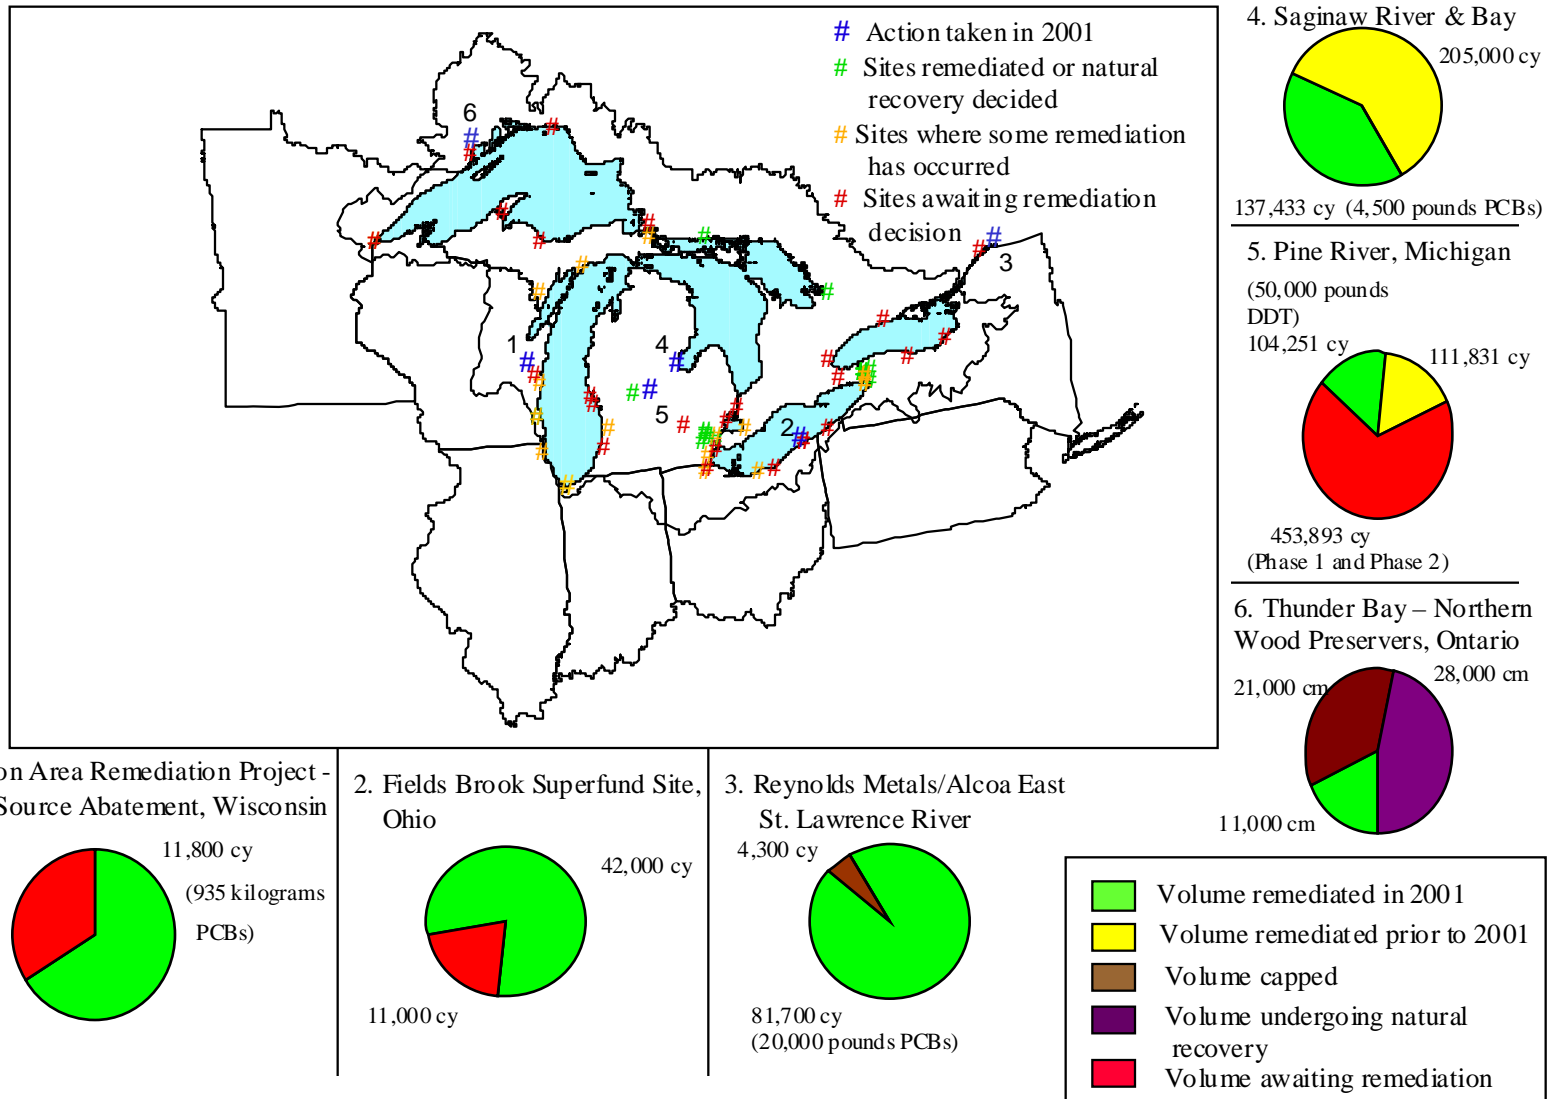 # Action taken in 2001
# Sites remediated or natural
recovery decided
# Sites where some remediation
has occurred
# Sites awaiting remediation
decision
6
3
1
4
5
2
4. Saginaw River & Bay
205,000 cy
137,433 cy (4,500 pounds PCBs)
5. Pine River, Michigan
(50,000 pounds
DDT)
104,251 cy
111,831 cy
453,893 cy
(Phase 1 and Phase 2)
6. Thunder Bay – Northern
Wood Preservers, Ontario
21,000 cm
28,000 cm
11,000 cm
on Area Remediation Project -
Source Abatement, Wisconsin
11,800 cy
(935 kilograms
PCBs)
2. Fields Brook Superfund Site,
Ohio
42,000 cy
11,000 cy
3. Reynolds Metals/Alcoa East
St. Lawrence River
4,300 cy
81,700 cy
(20,000 pounds PCBs)
Volume remediated in 2001
Volume remediated prior to 2001
Volume capped
Volume undergoing natural
recovery
Volume awaiting remediation